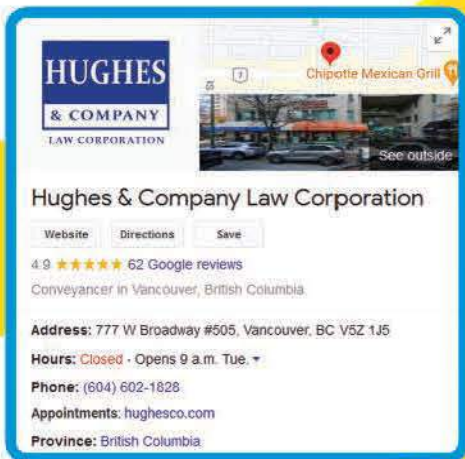 HUGHES
& COMPANY
LAW CORPORATION
St
7
Chipotle Mexican Grill
See outside
Hughes & Company Law Corporation
Website Directions Save
4.9 ★★★★★ 62 Google reviews
Conveyancer in Vancouver, British Columbia
Address: 777 W Broadway #505, Vancouver, BC V5Z 1J5
Hours: Closed · Opens 9 a.m. Tue.
Phone: (604) 602-1828
Appointments: hughesco.com
Province: British Columbia